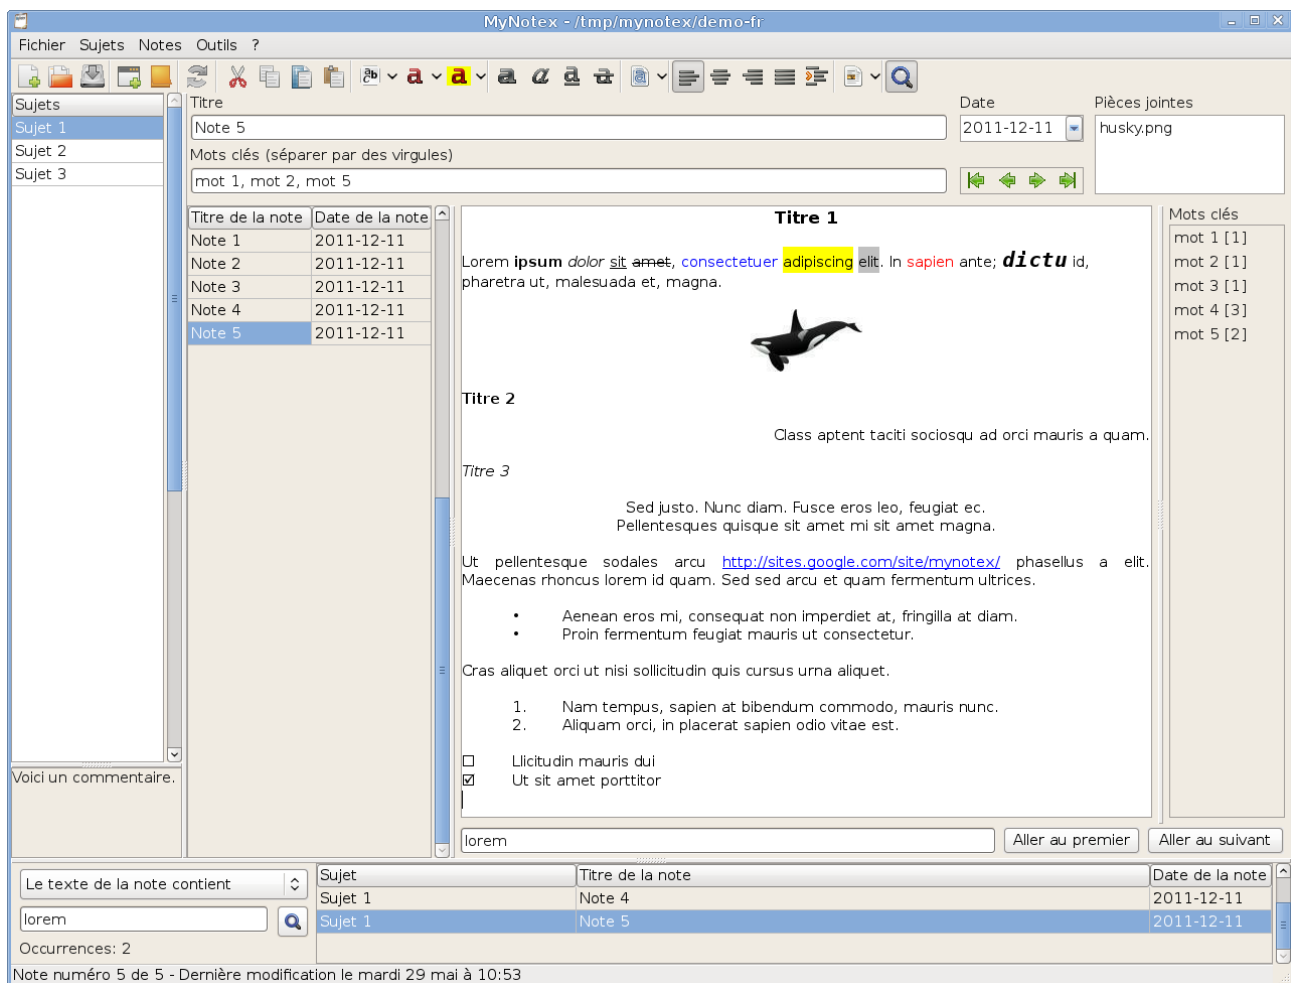 MyNotex - /tmp/mynotex/demo-fr
Fichier Sujets Notes Outils ?
Sujets
Sujet 1
Sujet 2
Sujet 3
Voici un commentaire.
Titre
Note 5
Date
2011-12-11
Pièces jointes
husky.png
Mots clés (séparer par des virgules)
mot 1, mot 2, mot 5
Titre de la note Date de la note
Note 1 2011-12-11
Note 2 2011-12-11
Note 3 2011-12-11
Note 4 2011-12-11
Note 5 2011-12-11
Titre 1
Lorem ipsum dolor sit amet, consectetuer adipiscing elit. In sapien ante; dictu id,
pharetra ut, malesuada et, magna.
Titre 2
Class aptent taciti sociosqu ad orci mauris a quam.
Titre 3
Sed justo. Nunc diam. Fusce eros leo, feugiat ec.
Pellentesques quisque sit amet mi sit amet magna.
Ut pellentesque sodales arcu http://sites.google.com/site/mynotex/ phasellus a elit.
Maecenas rhoncus lorem id quam. Sed sed arcu et quam fermentum ultrices.
• Aenean eros mi, consequat non imperdiet at, fringilla at diam.
• Proin fermentum feugiat mauris ut consectetur.
Cras aliquet orci ut nisi sollicitudin quis cursus urna aliquet.
1. Nam tempus, sapien at bibendum commodo, mauris nunc.
2. Aliquam orci, in placerat sapien odio vitae est.
☐ Llicitudin mauris dui
☑ Ut sit amet porttitor
Mots clés
mot 1 [1]
mot 2 [1]
mot 3 [1]
mot 4 [3]
mot 5 [2]
lorem Aller au premier Aller au suivant
Le texte de la note contient
lorem
Occurrences: 2
Sujet Titre de la note Date de la note
Sujet 1 Note 4 2011-12-11
Sujet 1 Note 5 2011-12-11
Note numéro 5 de 5 - Dernière modification le mardi 29 mai à 10:53